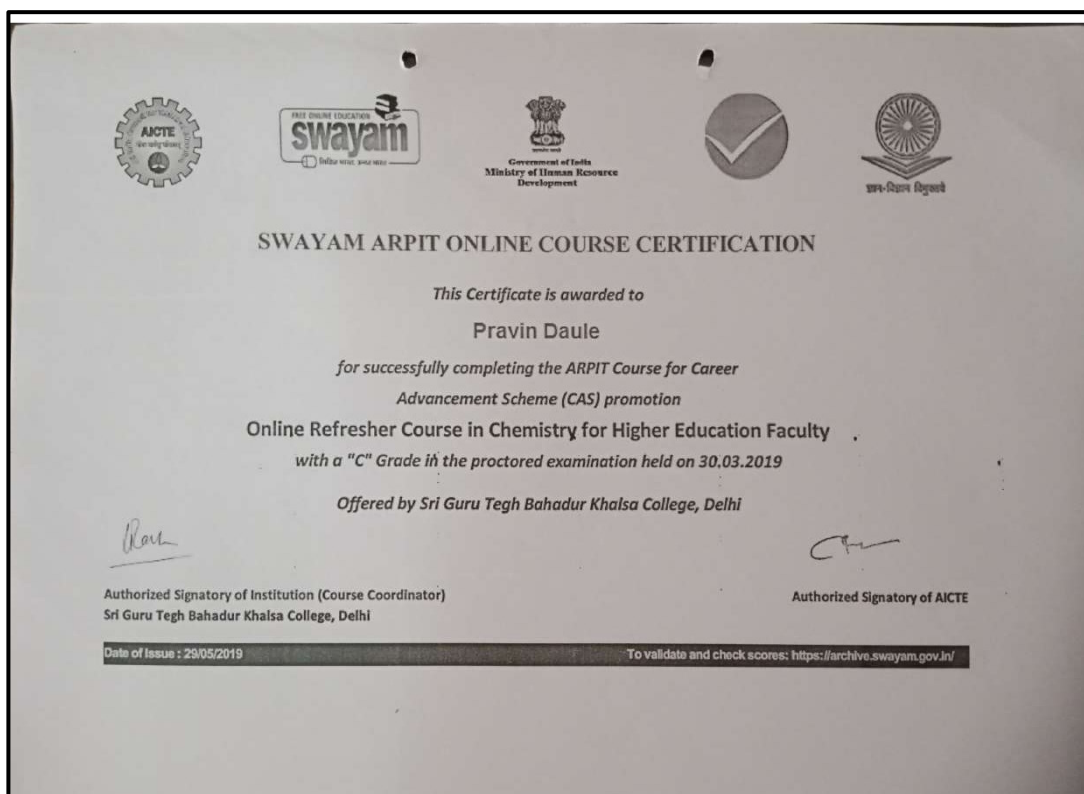 AICTE
FREE ONLINE EDUCATION
swayam
शिक्षित भारत, उन्नत भारत
Government of India
Ministry of Human Resource
Development
ज्ञान-विज्ञान विमुक्तये
SWAYAM ARPIT ONLINE COURSE CERTIFICATION
This Certificate is awarded to
Pravin Daule
for successfully completing the ARPIT Course for Career
Advancement Scheme (CAS) promotion
Online Refresher Course in Chemistry for Higher Education Faculty
with a "C" Grade in the proctored examination held on 30.03.2019
Offered by Sri Guru Tegh Bahadur Khalsa College, Delhi
Authorized Signatory of Institution (Course Coordinator)
Sri Guru Tegh Bahadur Khalsa College, Delhi
Authorized Signatory of AICTE
Date of Issue : 29/05/2019
To validate and check scores: https://archive.swayam.gov.in/